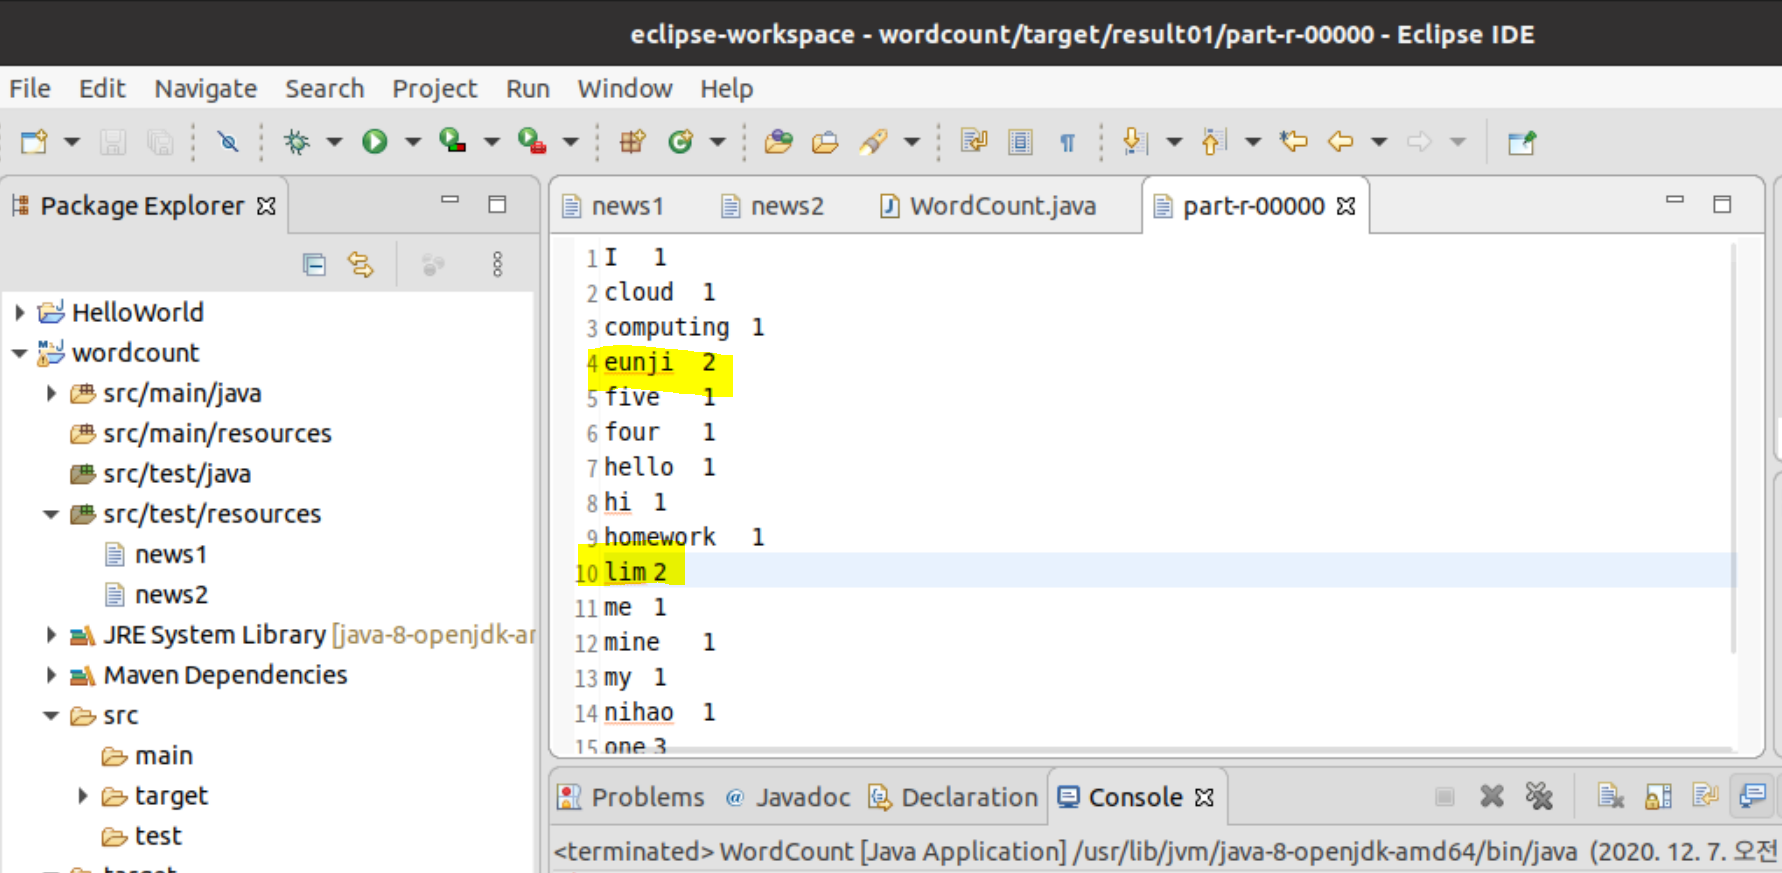 eclipse-workspace - wordcount/target/result01/part-r-00000 - Eclipse IDE
File Edit Navigate Search Project Run Window Help
Package Explorer
HelloWorld
wordcount
src/main/java
src/main/resources
src/test/java
src/test/resources
news1
news2
JRE System Library [java-8-openjdk-am
Maven Dependencies
src
main
target
test
target
news1 news2 WordCount.java part-r-00000
1 I 1
2 cloud 1
3 computing 1
4 eunji 2
5 five 1
6 four 1
7 hello 1
8 hi 1
9 homework 1
10 lim 2
11 me 1
12 mine 1
13 my 1
14 nihao 1
15 one 3
Problems @ Javadoc Declaration Console
<terminated> WordCount [Java Application] /usr/lib/jvm/java-8-openjdk-amd64/bin/java (2020. 12. 7. 오전